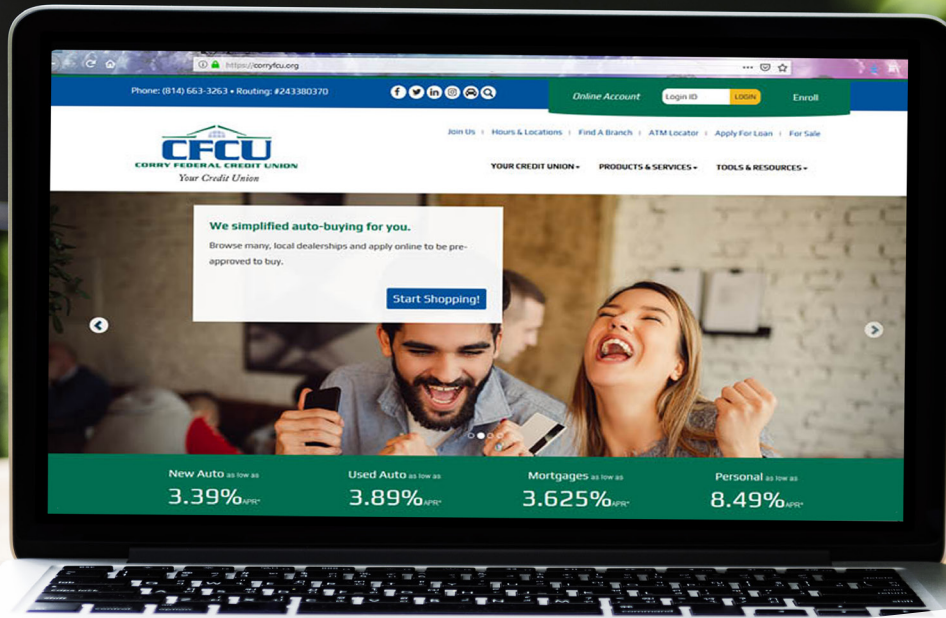 https://corryfcu.org
Phone: (814) 663-3263 • Routing: #243380370
Online Account
Login ID
LOGIN
Enroll
Join Us
Hours & Locations
Find A Branch
ATM Locator
Apply For Loan
For Sale
CFCU
CORRY FEDERAL CREDIT UNION
Your Credit Union
YOUR CREDIT UNION
PRODUCTS & SERVICES
TOOLS & RESOURCES
We simplified auto-buying for you.
Browse many, local dealerships and apply online to be pre-
approved to buy.
Start Shopping!
New Auto as low as
3.39% APR*
Used Auto as low as
3.89% APR*
Mortgages as low as
3.625% APR*
Personal as low as
8.49% APR*
command